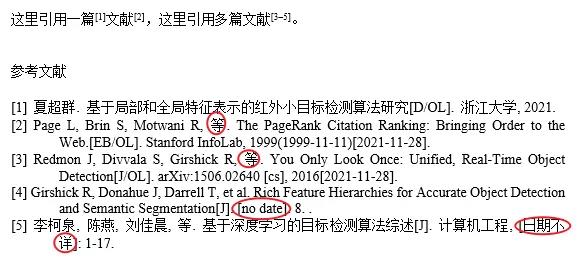 这里引用一篇[1]文献[2]，这里引用多篇文献[3–5]。
参考文献
[1] 夏超群. 基于局部和全局特征表示的红外小目标检测算法研究[D/OL]. 浙江大学, 2021.
[2] Page L, Brin S, Motwani R, 等. The PageRank Citation Ranking: Bringing Order to the
Web.[EB/OL]. Stanford InfoLab, 1999(1999-11-11)[2021-11-28].
[3] Redmon J, Divvala S, Girshick R, 等. You Only Look Once: Unified, Real-Time Object
Detection[J/OL]. arXiv:1506.02640 [cs], 2016[2021-11-28].
[4] Girshick R, Donahue J, Darrell T, et al. Rich Feature Hierarchies for Accurate Object Detection
and Semantic Segmentation[J]. [no date]: 8. .
[5] 李柯泉, 陈燕, 刘佳晨, 等. 基于深度学习的目标检测算法综述[J]. 计算机工程, [日期不
详]: 1-17.